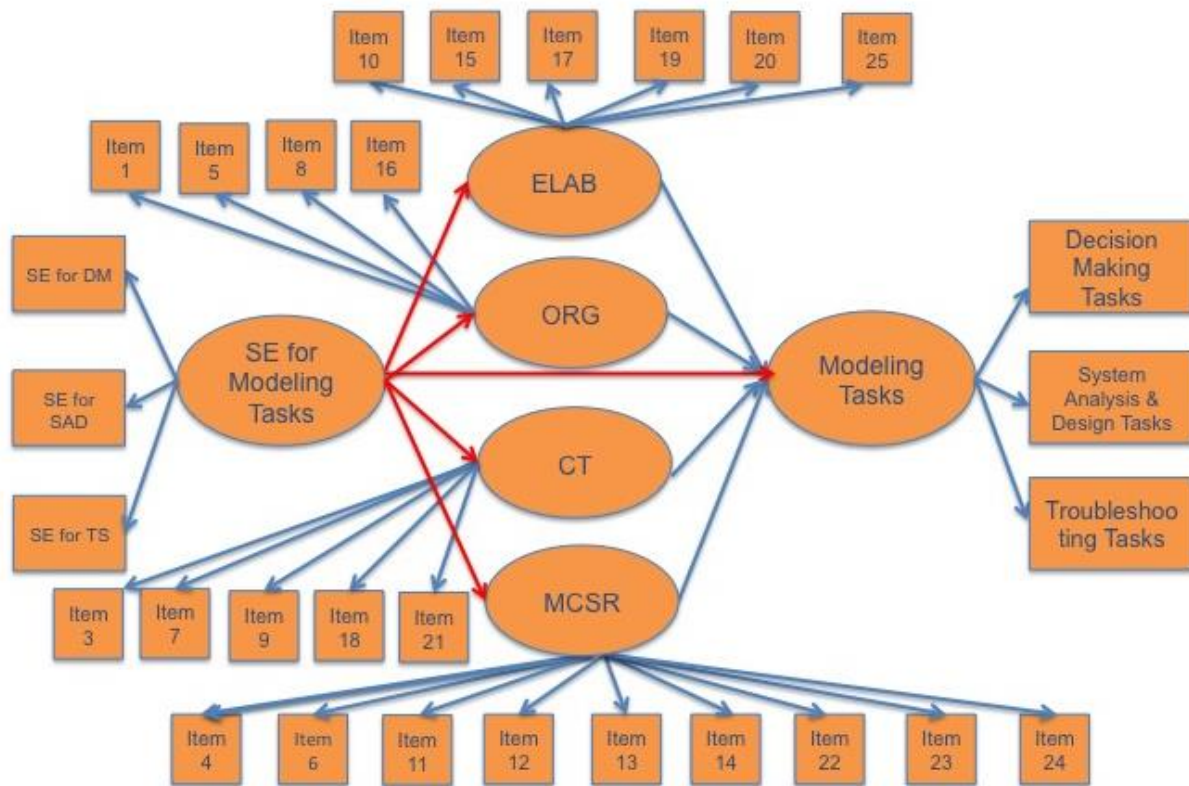 Item
10
Item
15
Item
17
Item
19
Item
20
Item
25
Item
1
Item
5
Item
8
Item
16
ELAB
SE for DM
ORG
Decision
Making
Tasks
SE for
Modeling
Tasks
Modeling
Tasks
SE for
SAD
System
Analysis &
Design Tasks
CT
SE for TS
Troubleshoo
ting Tasks
Item
3
Item
7
Item
9
Item
18
Item
21
MCSR
Item
4
Item
6
Item
11
Item
12
Item
13
Item
14
Item
22
Item
23
Item
24